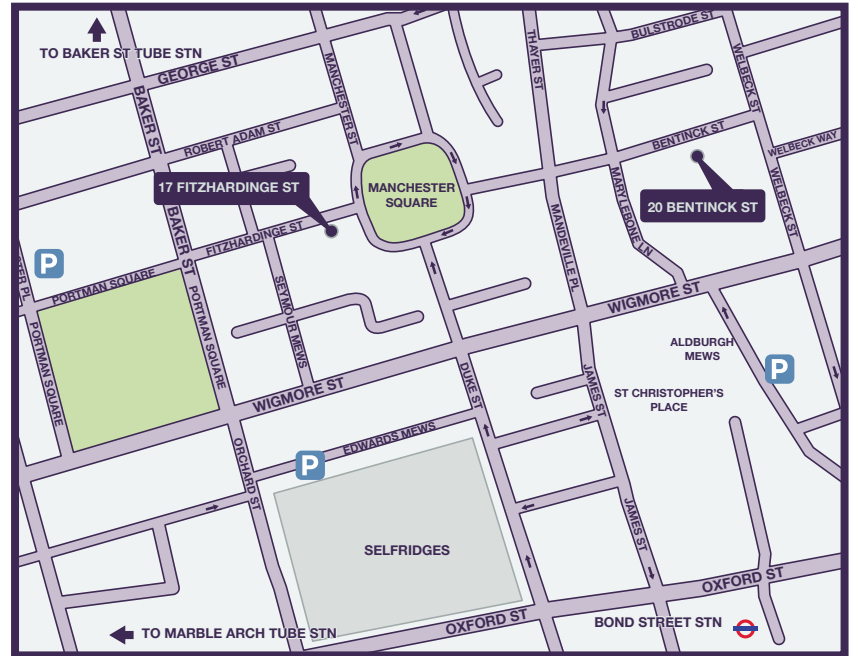 TO BAKER ST TUBE STN
GEORGE ST
BAKER ST
MANCHESTER ST
THAYER ST
BULSTRODE ST
WELBECK ST
ROBERT ADAM ST
BENTINCK ST
WELBECK WAY
17 FITZHARDINGE ST
MANCHESTER
SQUARE
20 BENTINCK ST
MARYLEBONE LN
WELBECK ST
BAKER ST
FITZHARDINGE ST
MANDEVILLE PL
P
PORTMAN SQUARE
PORTMAN SQUARE
PORTMAN SQUARE
SEYMOUR MEWS
WIGMORE ST
ALDBURGH
MEWS
P
DUKE ST
JAMES ST
ST CHRISTOPHER'S
PLACE
WIGMORE ST
EDWARDS MEWS
P
ORCHARD ST
JAMES ST
SELFRIDGES
OXFORD ST
OXFORD ST
BOND STREET STN
TO MARBLE ARCH TUBE STN